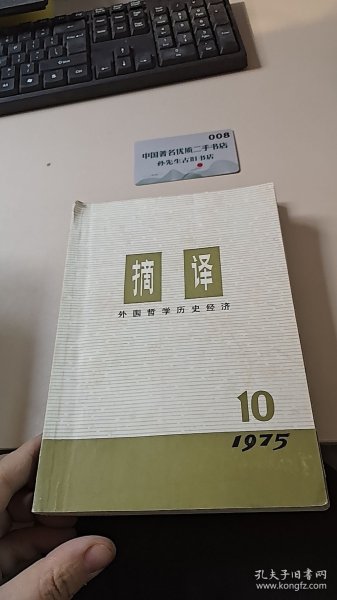 008
中国著名优质二手书店
孙先生古旧书店
摘译
外国哲学历史经济
10
1975
孔夫子旧书网
www.kongfz.com